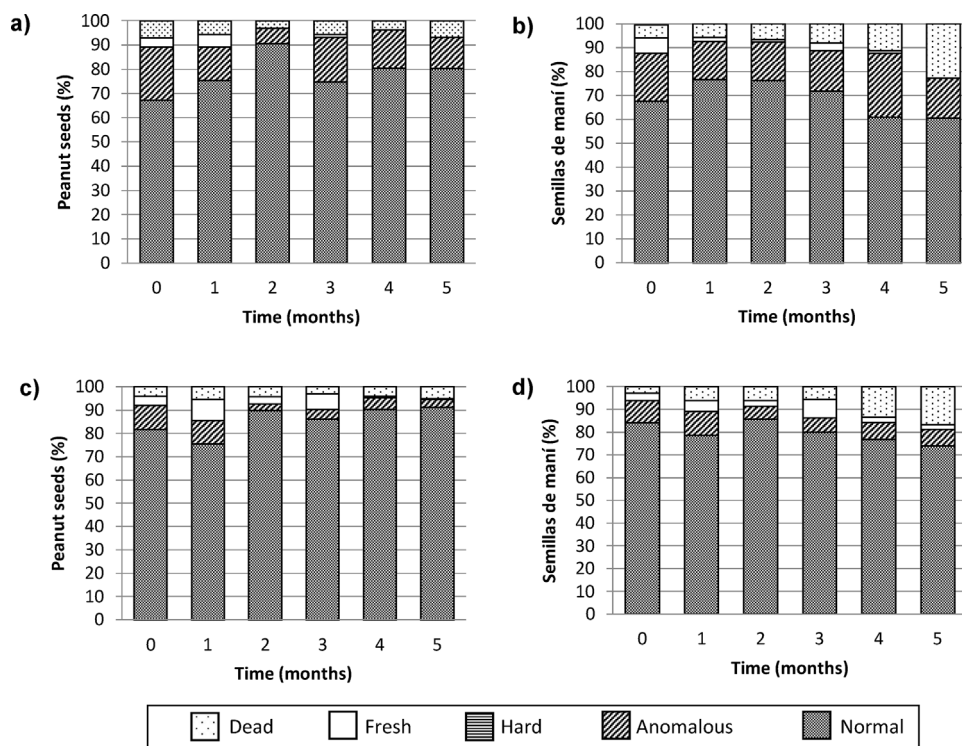 a)
Peanut seeds (%)
100
90
80
70
60
50
40
30
20
10
0
0 1 2 3 4 5
Time (months)
b)
Semillas de maní (%)
100
90
80
70
60
50
40
30
20
10
0
0 1 2 3 4 5
Time (months)
c)
Peanut seeds (%)
100
90
80
70
60
50
40
30
20
10
0
0 1 2 3 4 5
Time (months)
d)
Semillas de maní (%)
100
90
80
70
60
50
40
30
20
10
0
0 1 2 3 4 5
Time (months)
Dead Fresh Hard Anomalous Normal